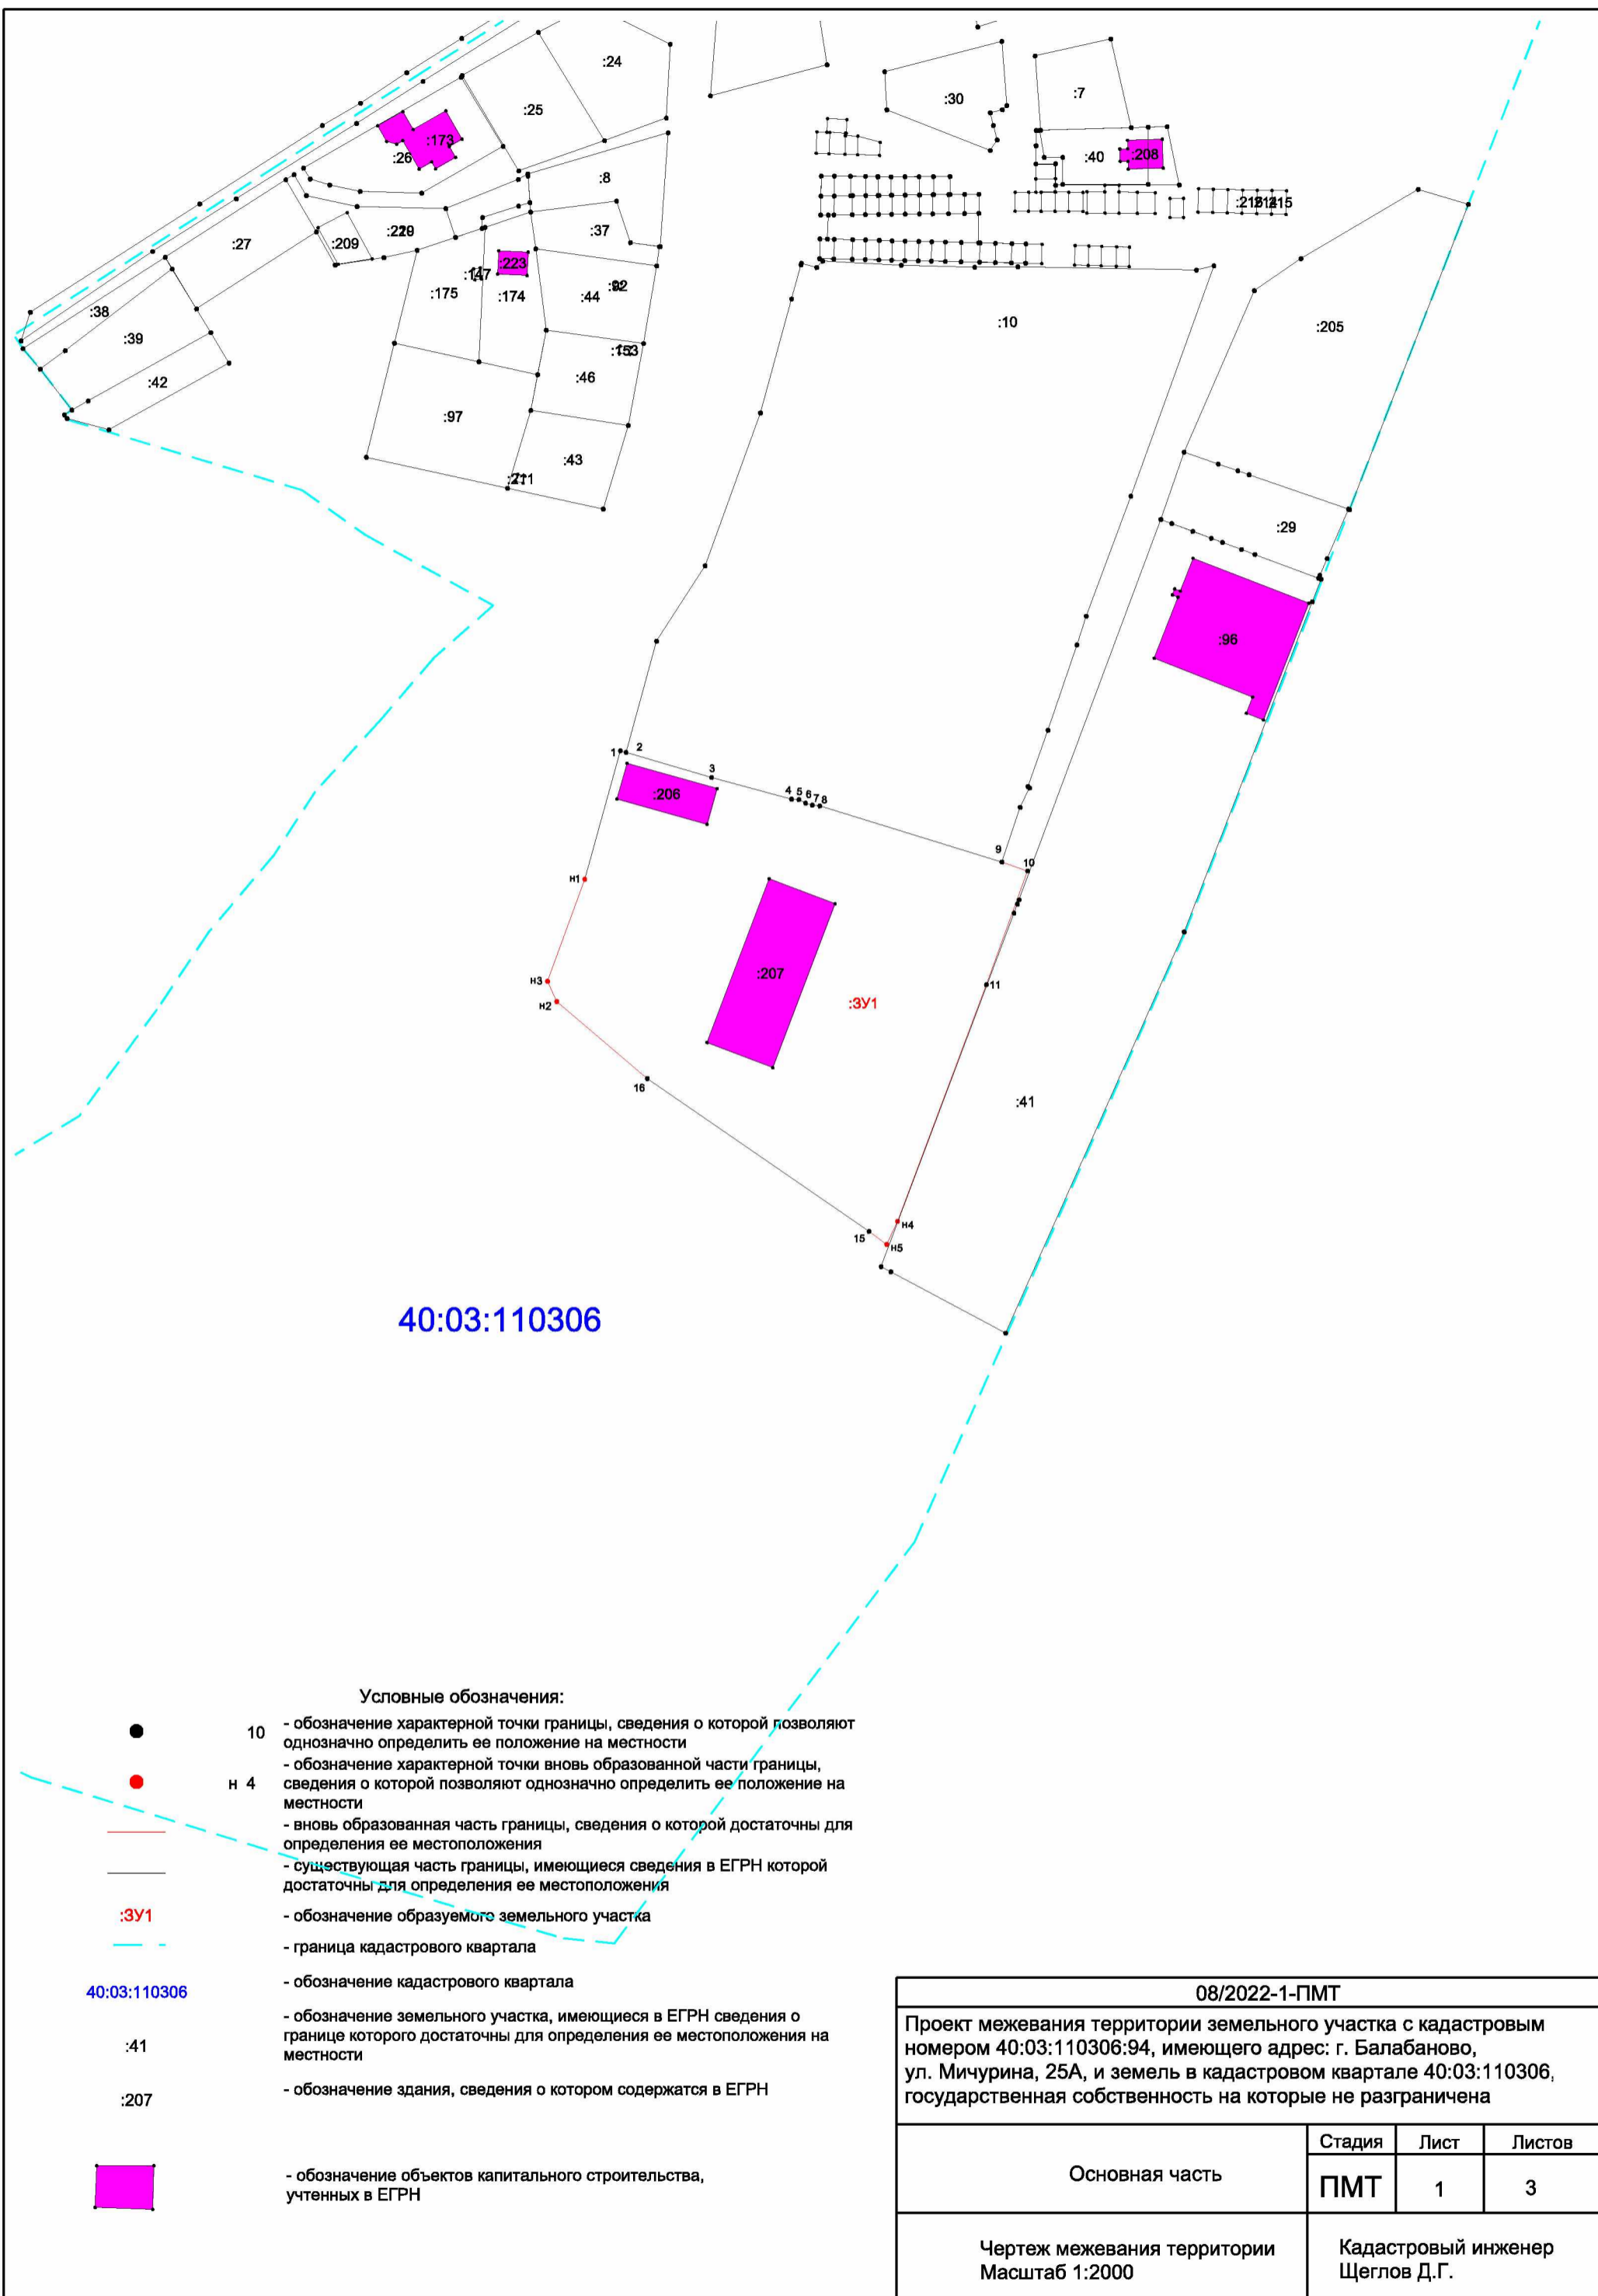 :24
:25
:30
:7
:173
:26
:40
:208
:8
:27
:209
:37
:223
:175
:174
:44
:10
:205
:38
:39
:42
:46
:97
:43
:29
:96
1
2
3
4 5 6 7 8
:206
9
10
н1
:207
н3
н2
:ЗУ1
11
16
:41
15
н4
н5
40:03:110306
Условные обозначения:
10
- обозначение характерной точки границы, сведения о которой позволяют
однозначно определить ее положение на местности
н 4
- обозначение характерной точки вновь образованной части границы,
сведения о которой позволяют однозначно определить ее положение на
местности
- вновь образованная часть границы, сведения о которой достаточны для
определения ее местоположения
- существующая часть границы, имеющиеся сведения в ЕГРН которой
достаточны для определения ее местоположения
:ЗУ1
- обозначение образуемого земельного участка
- граница кадастрового квартала
40:03:110306
- обозначение кадастрового квартала
:41
- обозначение земельного участка, имеющиеся в ЕГРН сведения о
границе которого достаточны для определения ее местоположения на
местности
:207
- обозначение здания, сведения о котором содержатся в ЕГРН
- обозначение объектов капитального строительства,
учтенных в ЕГРН
08/2022-1-ПМТ
Проект межевания территории земельного участка с кадастровым
номером 40:03:110306:94, имеющего адрес: г. Балабаново,
ул. Мичурина, 25А, и земель в кадастровом квартале 40:03:110306,
государственная собственность на которые не разграничена
Основная часть
Стадия Лист Листов
ПМТ 1 3
Чертеж межевания территории
Масштаб 1:2000
Кадастровый инженер
Щеглов Д.Г.